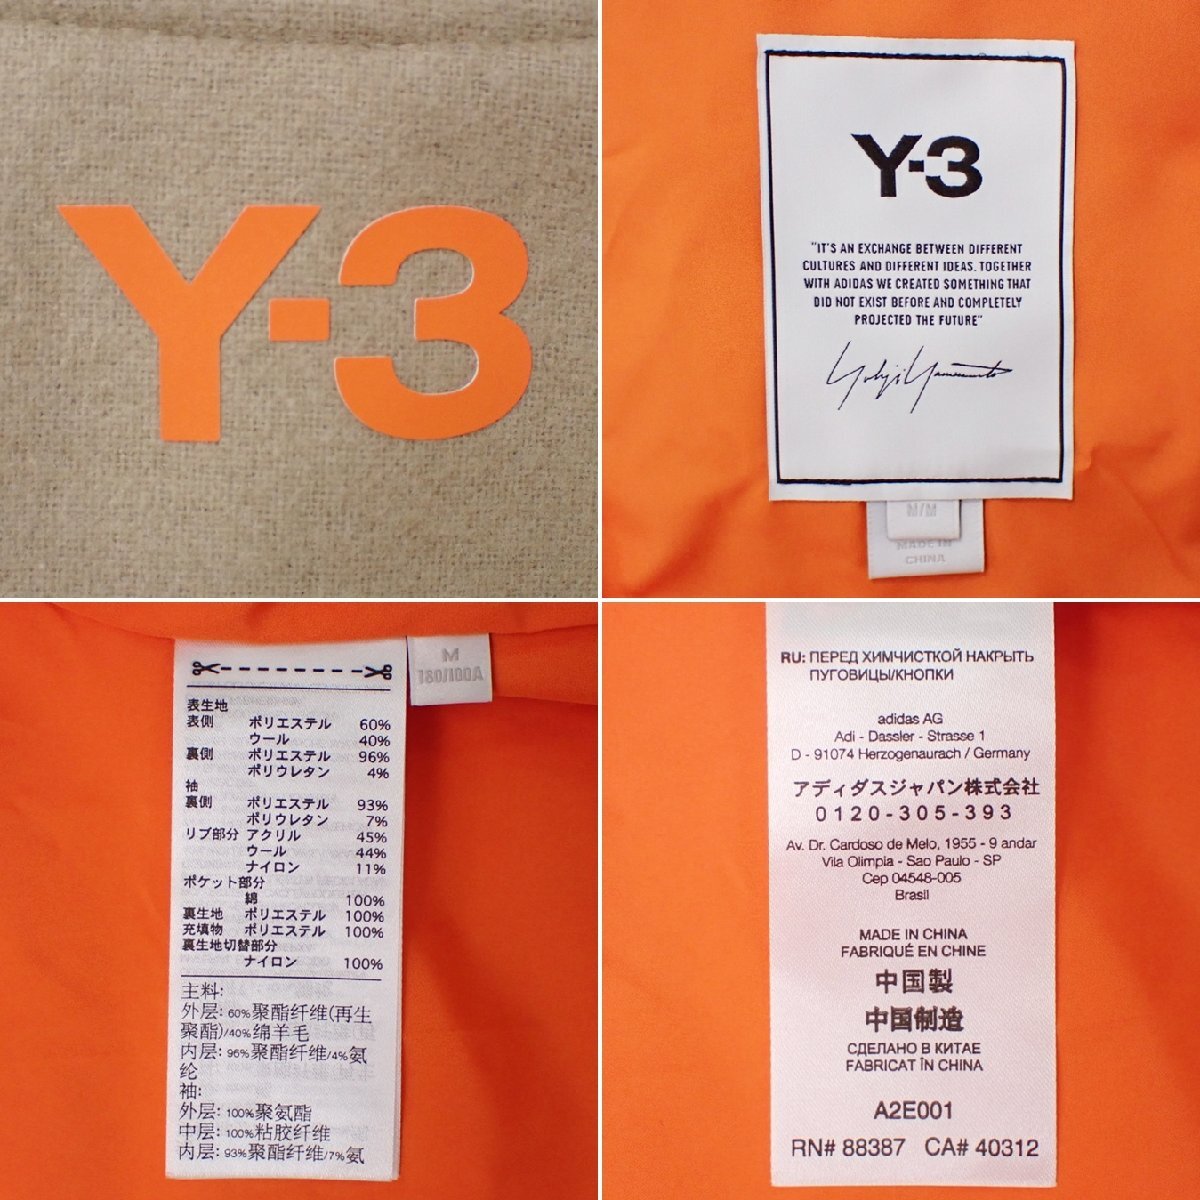 Y-3
Y-3
"IT'S AN EXCHANGE BETWEEN DIFFERENT
CULTURES AND DIFFERENT IDEAS. TOGETHER
WITH ADIDAS WE CREATED SOMETHING THAT
DID NOT EXIST BEFORE AND COMPLETELY
PROJECTED THE FUTURE"
Yohji Yamamoto
M/M
MADE IN
CHINA
M
表生地
表側 ポリエステル 60%
ウール 40%
裏側 ポリエステル 96%
ポリウレタン 4%
袖
裏側 ポリエステル 93%
ポリウレタン 7%
リブ部分 アクリル 45%
ウール 44%
ナイロン 11%
ポケット部分
綿 100%
裏生地 ポリエステル 100%
充填物 ポリエステル 100%
裏生地切替部分
ナイロン 100%
主料:
外层: 60%聚酯纤维(再生
聚酯)/40%绵羊毛
内层: 96%聚酯纤维/4%氨
纶
袖:
外层: 100%聚氨酯
中层: 100%粘胶纤维
内层: 93%聚酯纤维/7%氨
RU: ПЕРЕД ХИМЧИСТКОЙ НАКРЫТЬ
ПУГОВИЦЫ/КНОПКИ
adidas AG
Adi - Dassler - Strasse 1
D - 91074 Herzogenaurach / Germany
アディダスジャパン株式会社
0120-305-393
Av. Dr. Cardoso de Melo, 1955 - 9 andar
Vila Olimpia - Sao Paulo - SP
Cep 04548-005
Brasil
MADE IN CHINA
FABRIQUÉ EN CHINE
中国製
中国制造
СДЕЛАНО В КИТАЕ
FABRICAT ÎN CHINA
A2E001
RN# 88387 CA# 40312